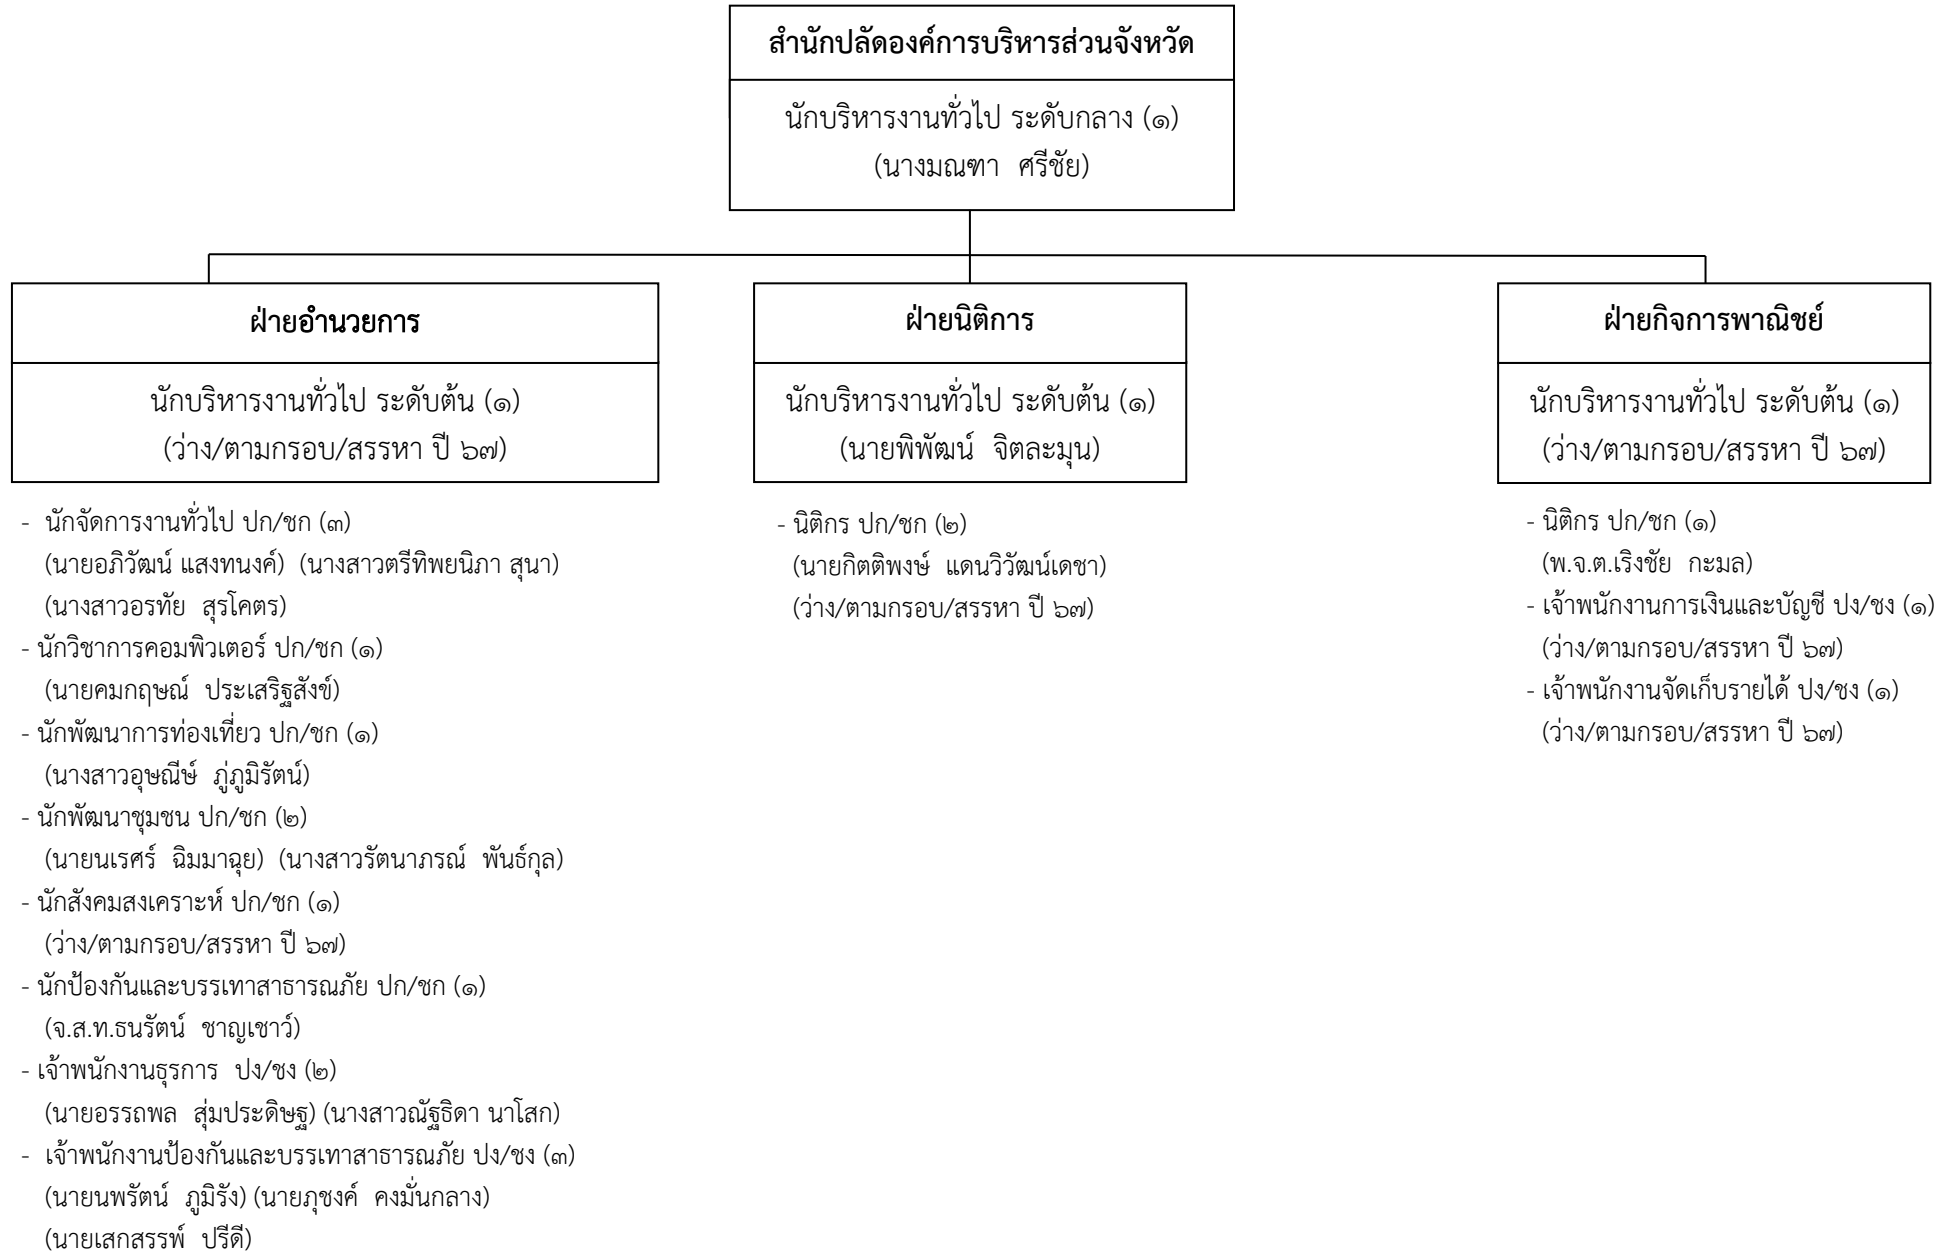 สำนักปลัดองค์การบริหารส่วนจังหวัด
นักบริหารงานทั่วไป ระดับกลาง (๑)
(นางมณฑา ศรีชัย)
ฝ่ายอำนวยการ
นักบริหารงานทั่วไป ระดับต้น (๑)
(ว่าง/ตามกรอบ/สรรหา ปี ๖๗)
- นักจัดการงานทั่วไป ปก/ชก (๓)
(นายอภิวัฒน์ แสงทนงค์) (นางสาวตรีทิพยนิภา สุนา)
(นางสาวอรทัย สุรโคตร)
- นักวิชาการคอมพิวเตอร์ ปก/ชก (๑)
(นายคมกฤษณ์ ประเสริฐสังข์)
- นักพัฒนาการท่องเที่ยว ปก/ชก (๑)
(นางสาวอุษณีษ์ ภู่ภูมิรัตน์)
- นักพัฒนาชุมชน ปก/ชก (๒)
(นายนเรศร์ ฉิมมาฉุย) (นางสาวรัตนาภรณ์ พันธ์กุล)
- นักสังคมสงเคราะห์ ปก/ชก (๑)
(ว่าง/ตามกรอบ/สรรหา ปี ๖๗)
- นักป้องกันและบรรเทาสาธารณภัย ปก/ชก (๑)
(จ.ส.ท.ธนรัตน์ ชาญเชาว์)
- เจ้าพนักงานธุรการ ปง/ชง (๒)
(นายอรรถพล สุ่มประดิษฐ) (นางสาวณัฐธิดา นาโสก)
- เจ้าพนักงานป้องกันและบรรเทาสาธารณภัย ปง/ชง (๓)
(นายนพรัตน์ ภูมิรัง) (นายภุชงค์ คงมั่นกลาง)
(นายเสกสรรพ์ ปรีดี)
ฝ่ายนิติการ
นักบริหารงานทั่วไป ระดับต้น (๑)
(นายพิพัฒน์ จิตละมุน)
- นิติกร ปก/ชก (๒)
(นายกิตติพงษ์ แดนวิวัฒน์เดชา)
(ว่าง/ตามกรอบ/สรรหา ปี ๖๗)
ฝ่ายกิจการพาณิชย์
นักบริหารงานทั่วไป ระดับต้น (๑)
(ว่าง/ตามกรอบ/สรรหา ปี ๖๗)
- นิติกร ปก/ชก (๑)
(พ.จ.ต.เริงชัย กะมล)
- เจ้าพนักงานการเงินและบัญชี ปง/ชง (๑)
(ว่าง/ตามกรอบ/สรรหา ปี ๖๗)
- เจ้าพนักงานจัดเก็บรายได้ ปง/ชง (๑)
(ว่าง/ตามกรอบ/สรรหา ปี ๖๗)